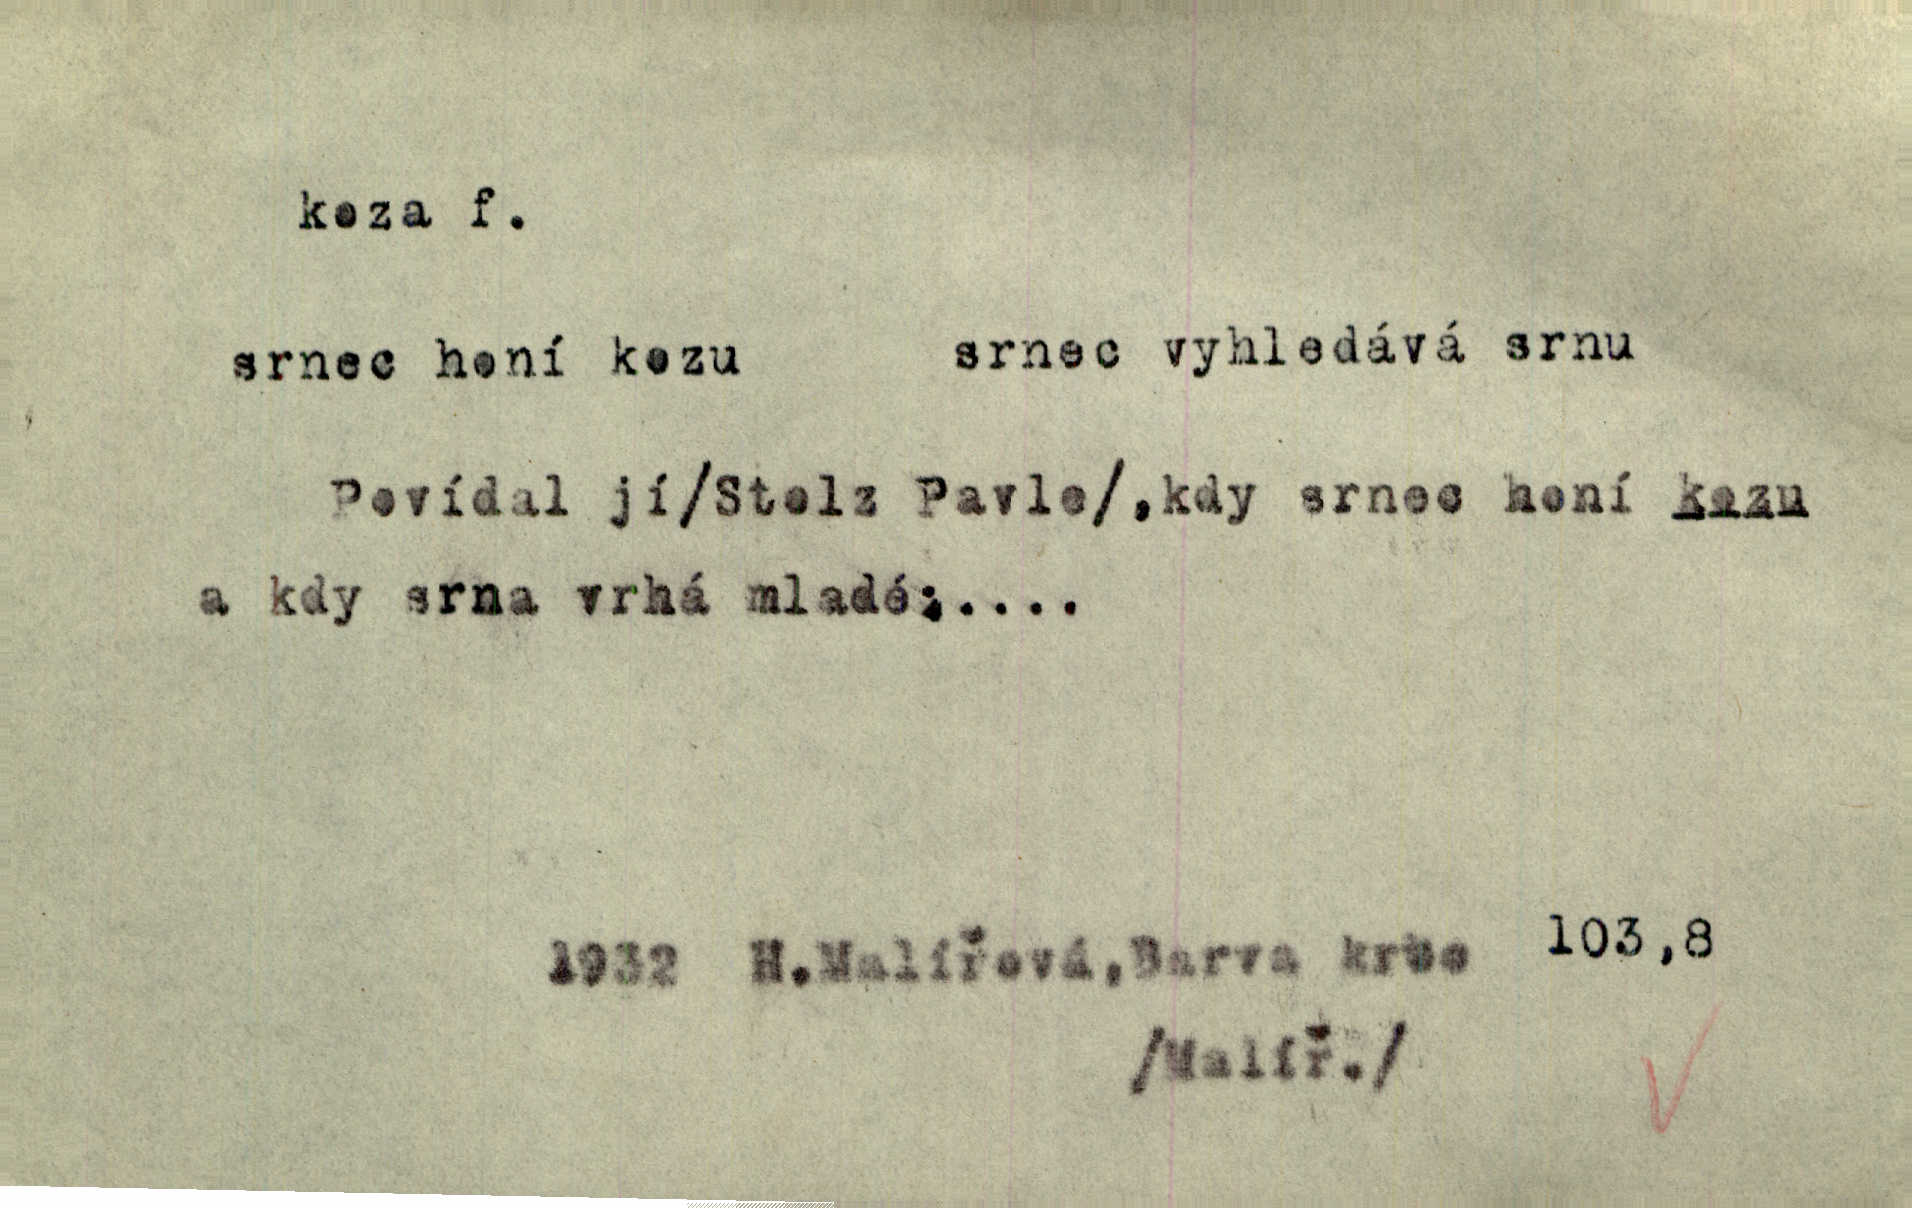 koza f.
srnec honí kozu srnec vyhledává srnu
Povídal jí/Stolz Pavle/,kdy srnec honí kozu
a kdy srna vrhá mladé;....
1932 H.Malířová,Barva krve 103,8
/Malíř./